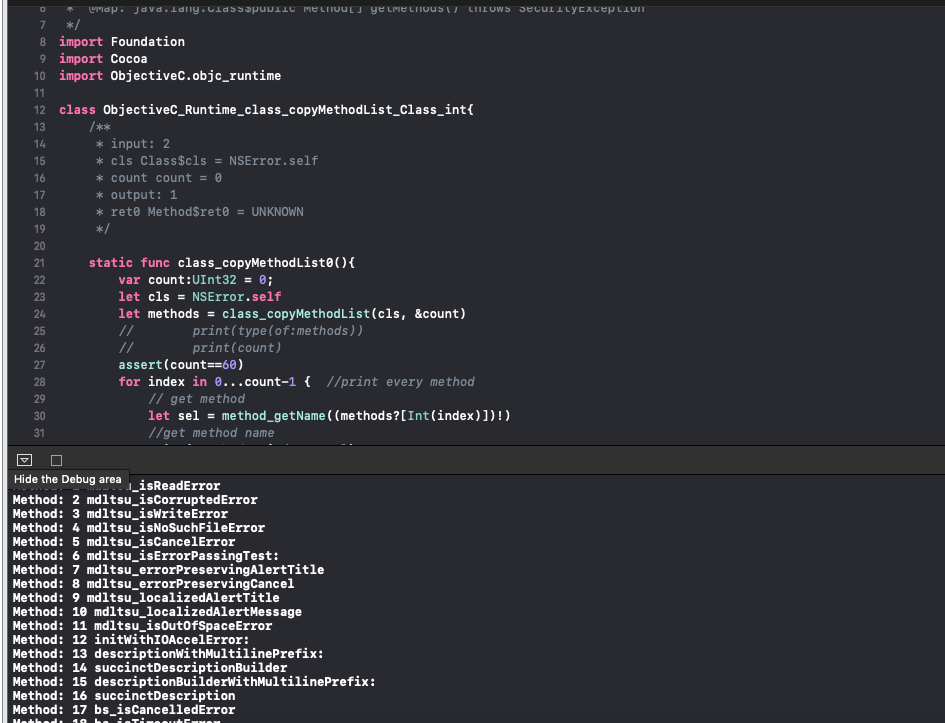 6 * @Map: java.lang.Class$public Method[] getMethods() throws SecurityException
7 */
8 import Foundation
9 import Cocoa
10 import ObjectiveC.objc_runtime
11
12 class ObjectiveC_Runtime_class_copyMethodList_Class_int{
13 /**
14 * input: 2
15 * cls Class$cls = NSError.self
16 * count count = 0
17 * output: 1
18 * ret0 Method$ret0 = UNKNOWN
19 */
20
21 static func class_copyMethodList0(){
22 var count:UInt32 = 0;
23 let cls = NSError.self
24 let methods = class_copyMethodList(cls, &count)
25 // print(type(of:methods))
26 // print(count)
27 assert(count==60)
28 for index in 0...count-1 { //print every method
29 // get method
30 let sel = method_getName((methods?[Int(index)])!)
31 //get method name
Hide the Debug area
_isReadError
Method: 2 mdltsu_isCorruptedError
Method: 3 mdltsu_isWriteError
Method: 4 mdltsu_isNoSuchFileError
Method: 5 mdltsu_isCancelError
Method: 6 mdltsu_isErrorPassingTest:
Method: 7 mdltsu_errorPreservingAlertTitle
Method: 8 mdltsu_errorPreservingCancel
Method: 9 mdltsu_localizedAlertTitle
Method: 10 mdltsu_localizedAlertMessage
Method: 11 mdltsu_isOutOfSpaceError
Method: 12 initWithIOAccelError:
Method: 13 descriptionWithMultilinePrefix:
Method: 14 succinctDescriptionBuilder
Method: 15 descriptionBuilderWithMultilinePrefix:
Method: 16 succinctDescription
Method: 17 bs_isCancelledError
Method: 18 bs_isTimeoutError